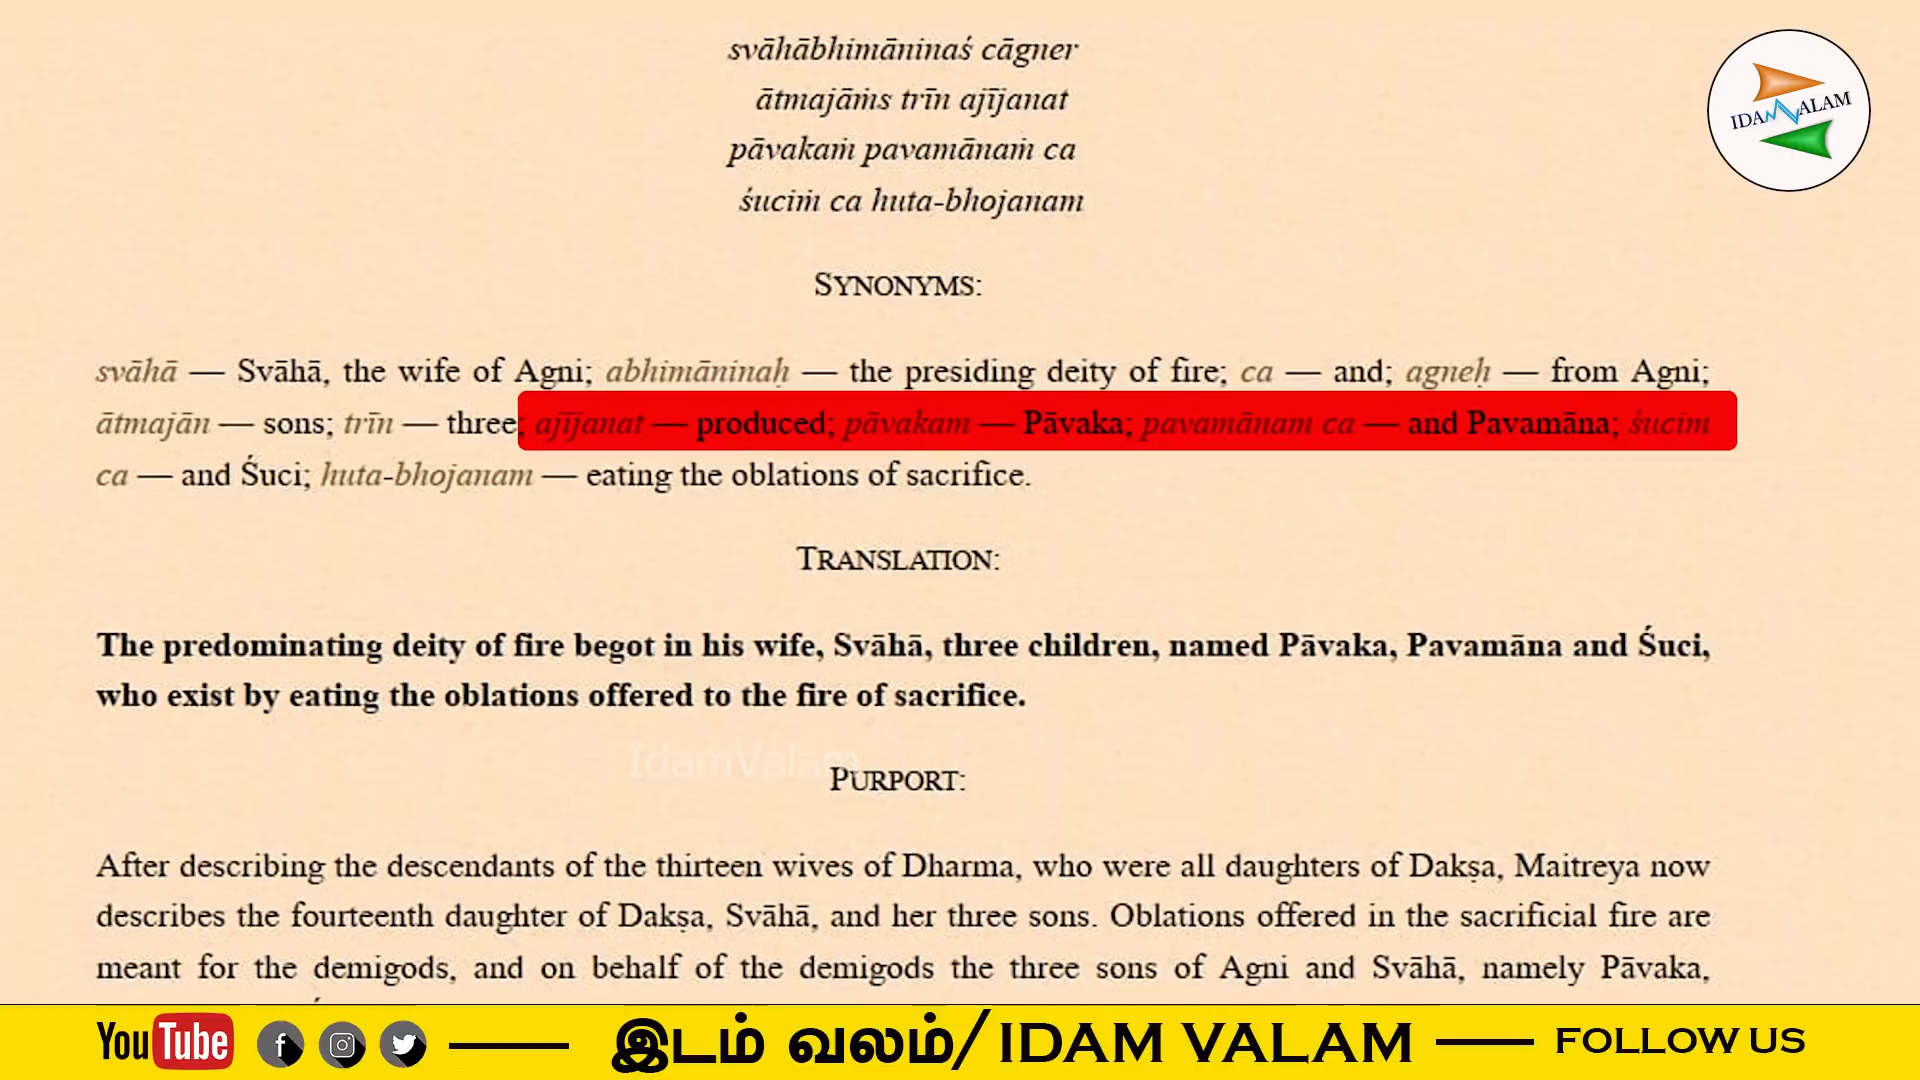 svāhābhimāninaś cāgner
ātmajāṁs trīn ajījanat
pāvakaṁ pavamānaṁ ca
śuciṁ ca huta-bhojanam
IDAM VALAM
SYNONYMS:
svāhā — Svāhā, the wife of Agni; abhimāninaḥ — the presiding deity of fire; ca — and; agneḥ — from Agni;
ātmajān — sons; trīn — three; ajījanat — produced; pāvakam — Pāvaka; pavamānam ca — and Pavamāna; śucim
ca — and Śuci; huta-bhojanam — eating the oblations of sacrifice.
TRANSLATION:
The predominating deity of fire begot in his wife, Svāhā, three children, named Pāvaka, Pavamāna and Śuci,
who exist by eating the oblations offered to the fire of sacrifice.
IdamValam
PURPORT:
After describing the descendants of the thirteen wives of Dharma, who were all daughters of Dakṣa, Maitreya now
describes the fourteenth daughter of Dakṣa, Svāhā, and her three sons. Oblations offered in the sacrificial fire are
meant for the demigods, and on behalf of the demigods the three sons of Agni and Svāhā, namely Pāvaka,
YouTube f இடம் வலம்/IDAM VALAM FOLLOW US